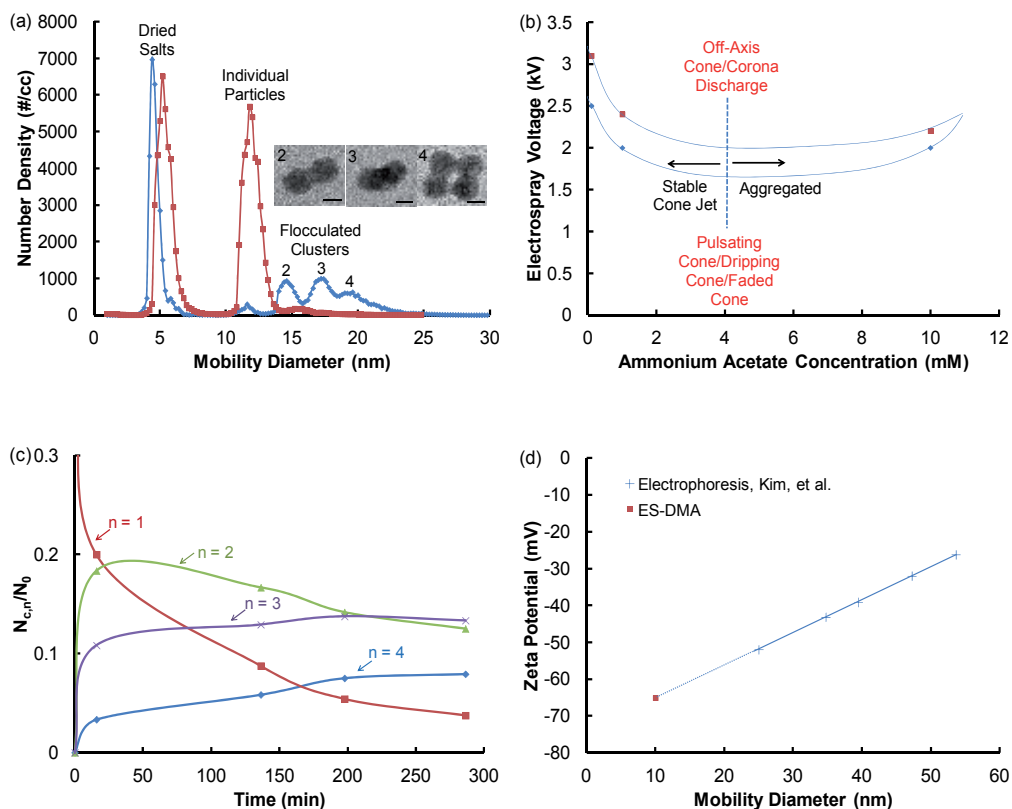 (a)
8000
7000
6000
5000
4000
3000
2000
1000
0
Number Density (#/cc)
Dried
Salts
Individual
Particles
2
3
4
Flocculated
Clusters
2
3
4
0
5
10
15
20
25
30
Mobility Diameter (nm)
(b)
3.5
3
2.5
2
1.5
1
0.5
0
Electrospray Voltage (kV)
Off-Axis
Cone/Corona
Discharge
Stable
Cone Jet
Aggregated
Pulsating
Cone/Dripping
Cone/Faded
Cone
0
2
4
6
8
10
12
Ammonium Acetate Concentration (mM)
(c)
0.3
0.2
0.1
0
Nc,n/N0
n = 1
n = 2
n = 3
n = 4
0
50
100
150
200
250
300
Time (min)
(d)
0
-10
-20
-30
-40
-50
-60
-70
-80
Zeta Potential (mV)
Electrophoresis, Kim, et al.
ES-DMA
0
10
20
30
40
50
60
Mobility Diameter (nm)